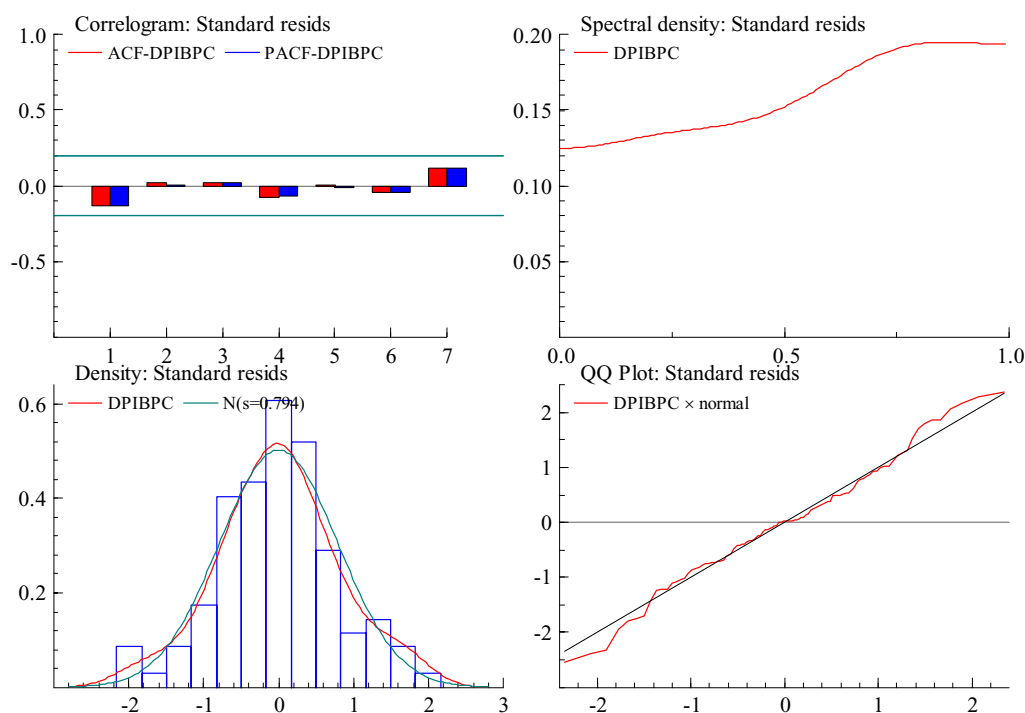 Correlogram: Standard resids
ACF-DPIBPC PACF-DPIBPC
1.0
0.5
0.0
-0.5
1 2 3 4 5 6 7
Spectral density: Standard resids
DPIBPC
0.20
0.15
0.10
0.05
0.0 0.5 1.0
Density: Standard resids
DPIBPC N(s=0.794)
0.6
0.4
0.2
-2 -1 0 1 2 3
QQ Plot: Standard resids
DPIBPC × normal
2
1
0
-1
-2
-2 -1 0 1 2